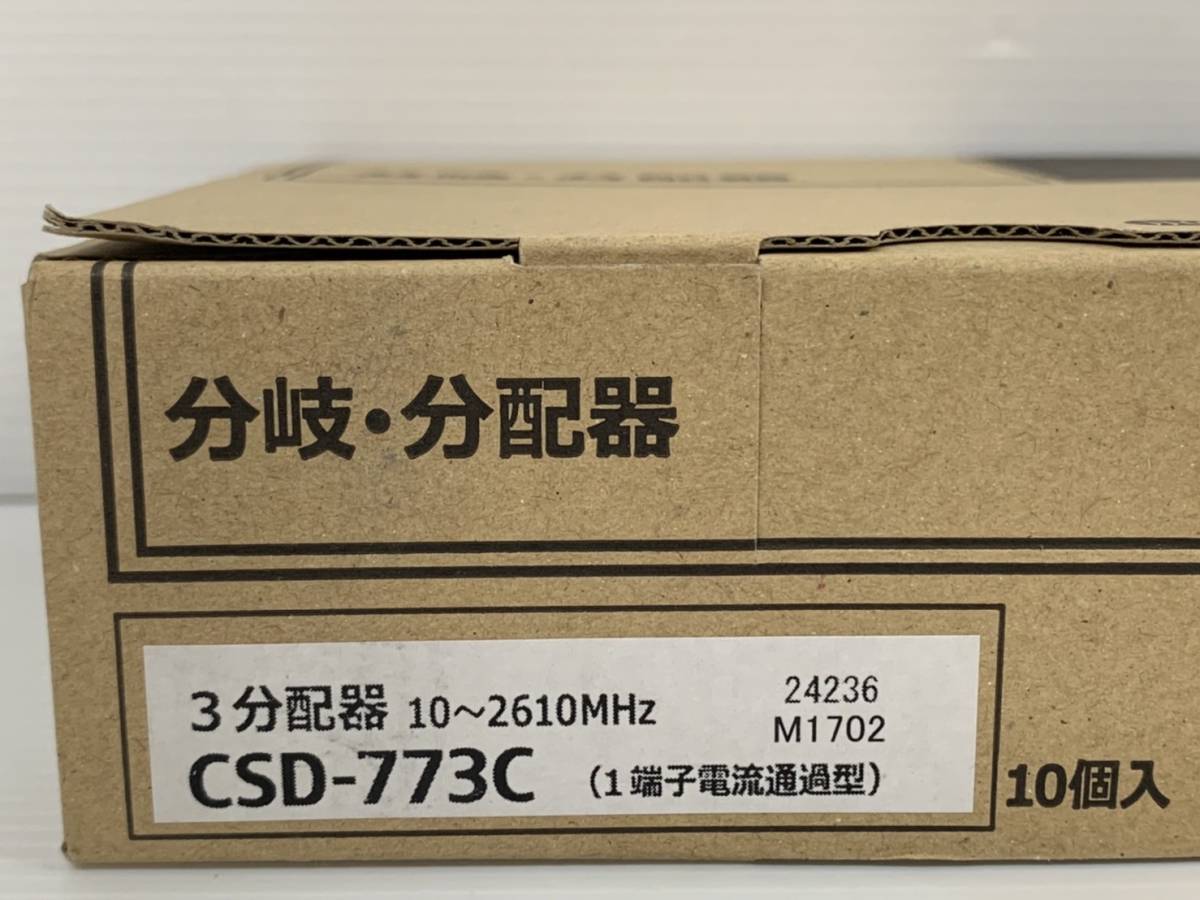 分岐・分配器
3分配器 10～2610MHz
24236
M1702
CSD-773C (1端子電流通過型)
10個入